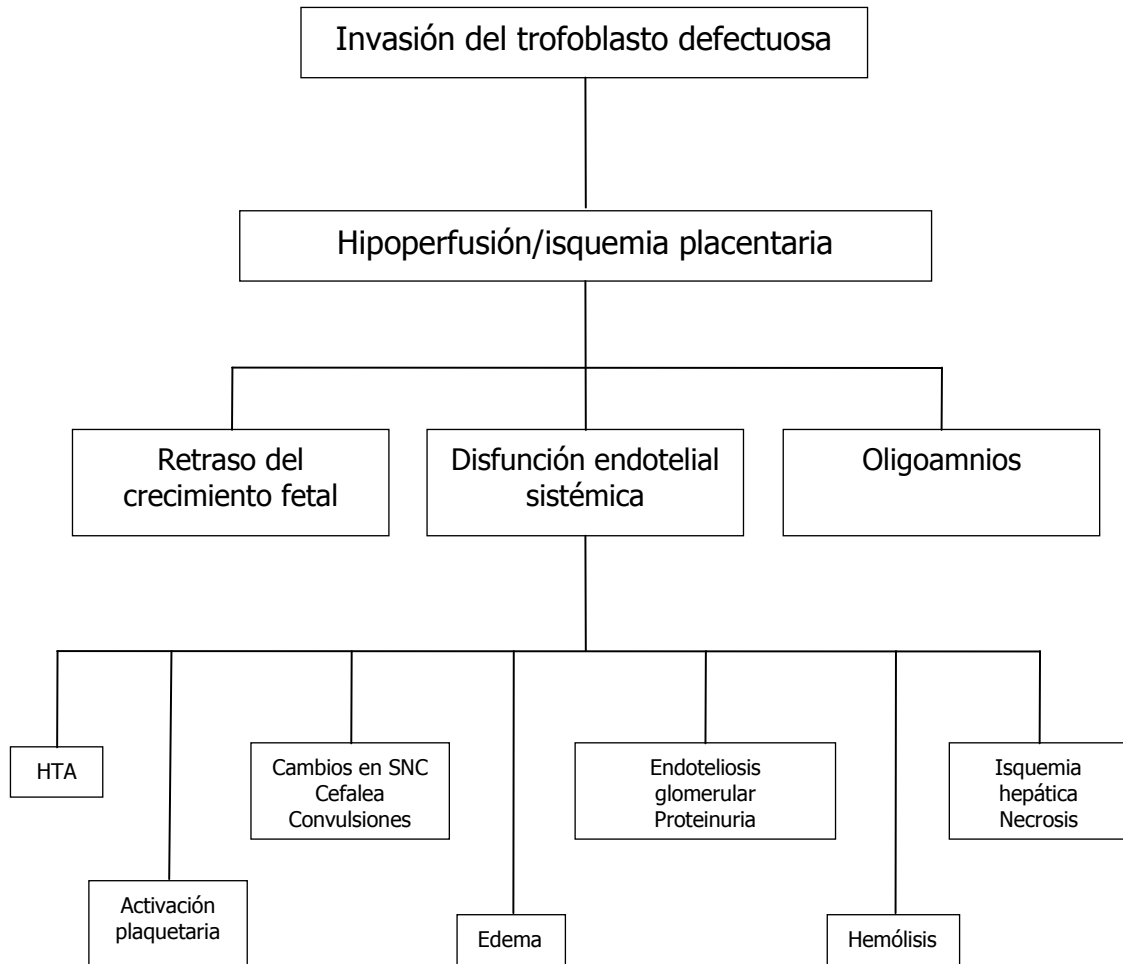 Invasión del trofoblasto defectuosa
Hipoperfusión/isquemia placentaria
Retraso del
crecimiento fetal
Disfunción endotelial
sistémica
Oligoamnios
HTA
Cambios en SNC
Cefalea
Convulsiones
Endoteliosis
glomerular
Proteinuria
Isquemia
hepática
Necrosis
Activación
plaquetaria
Edema
Hemólisis